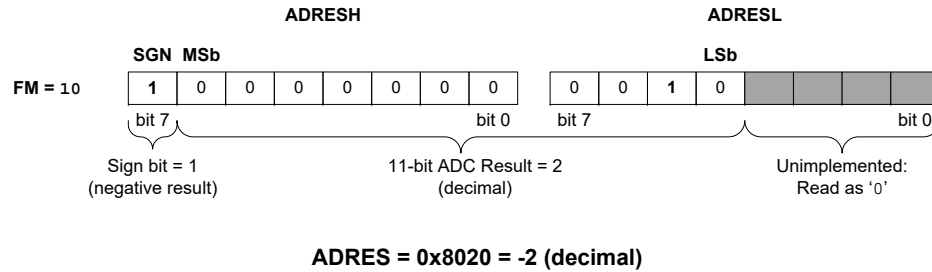 ADRESH ADRESL
SGN MSb LSb
FM = 10 1 0 0 0 0 0 0 0 0 0 1 0
bit 7 bit 0 bit 7 bit 0
Sign bit = 1 11-bit ADC Result = 2 Unimplemented:
(negative result) (decimal) Read as ‘0’
ADRES = 0x8020 = -2 (decimal)